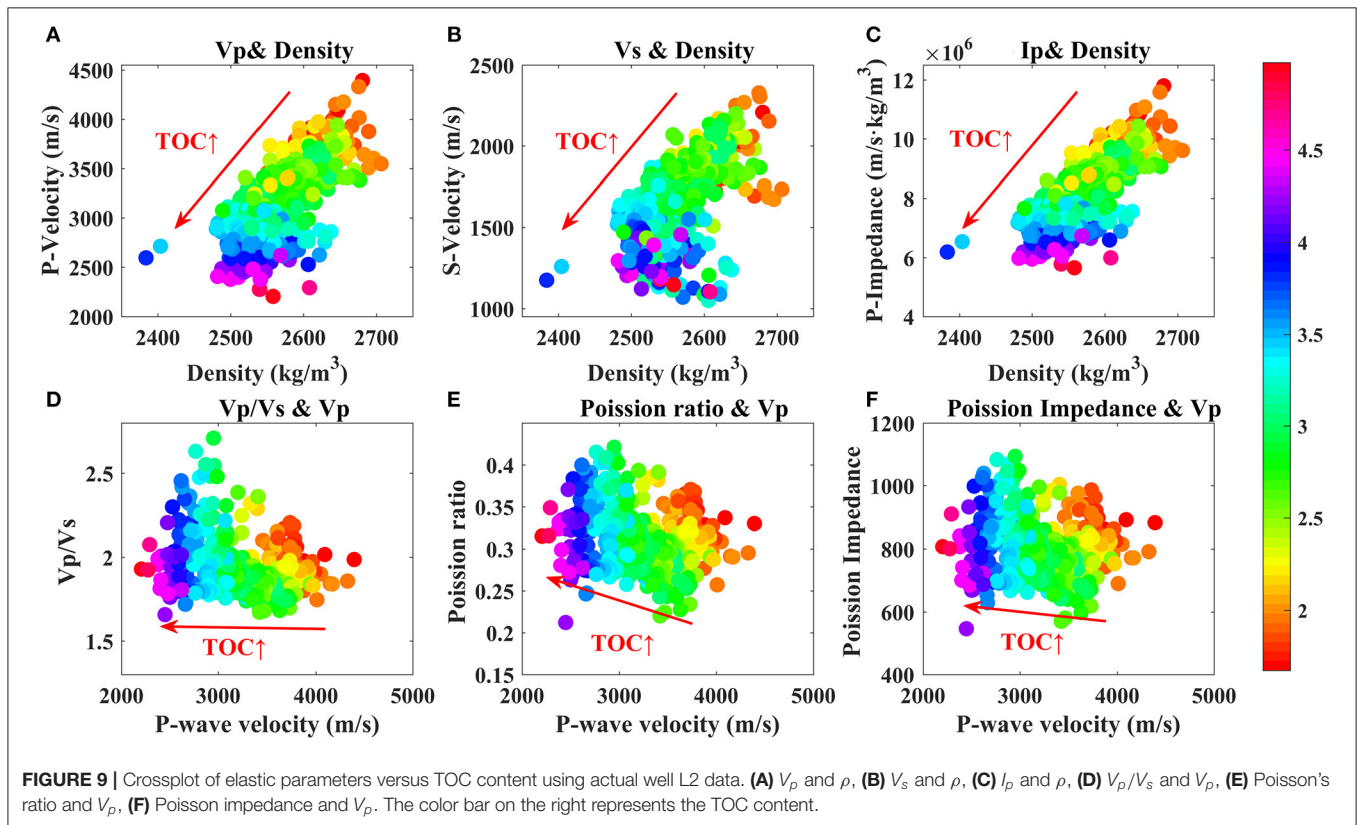 A
Vp& Density
4500
4000
3500
3000
2500
2000
P-Velocity (m/s)
TOC↑
2400 2500 2600 2700
Density (kg/m³)
B
Vs & Density
2500
2000
1500
1000
S-Velocity (m/s)
TOC↑
2400 2500 2600 2700
Density (kg/m³)
C
Ip& Density
×10⁶
12
10
8
6
4
P-Impedance (m/s·kg/m³)
TOC↑
2400 2500 2600 2700
Density (kg/m³)
4.5
4
3.5
3
2.5
2
D
Vp/Vs & Vp
2.5
2
1.5
Vp/Vs
TOC↑
2000 3000 4000 5000
P-wave velocity (m/s)
E
Poission ratio & Vp
0.4
0.35
0.3
0.25
0.2
0.15
Poission ratio
TOC↑
2000 3000 4000 5000
P-wave velocity (m/s)
F
Poission Impedance & Vp
1200
1000
800
600
400
Poission Impedance
TOC↑
2000 3000 4000 5000
P-wave velocity (m/s)
FIGURE 9 | Crossplot of elastic parameters versus TOC content using actual well L2 data. (A) Vp and ρ, (B) Vs and ρ, (C) Ip and ρ, (D) Vp/Vs and Vp, (E) Poisson's
ratio and Vp, (F) Poisson impedance and Vp. The color bar on the right represents the TOC content.